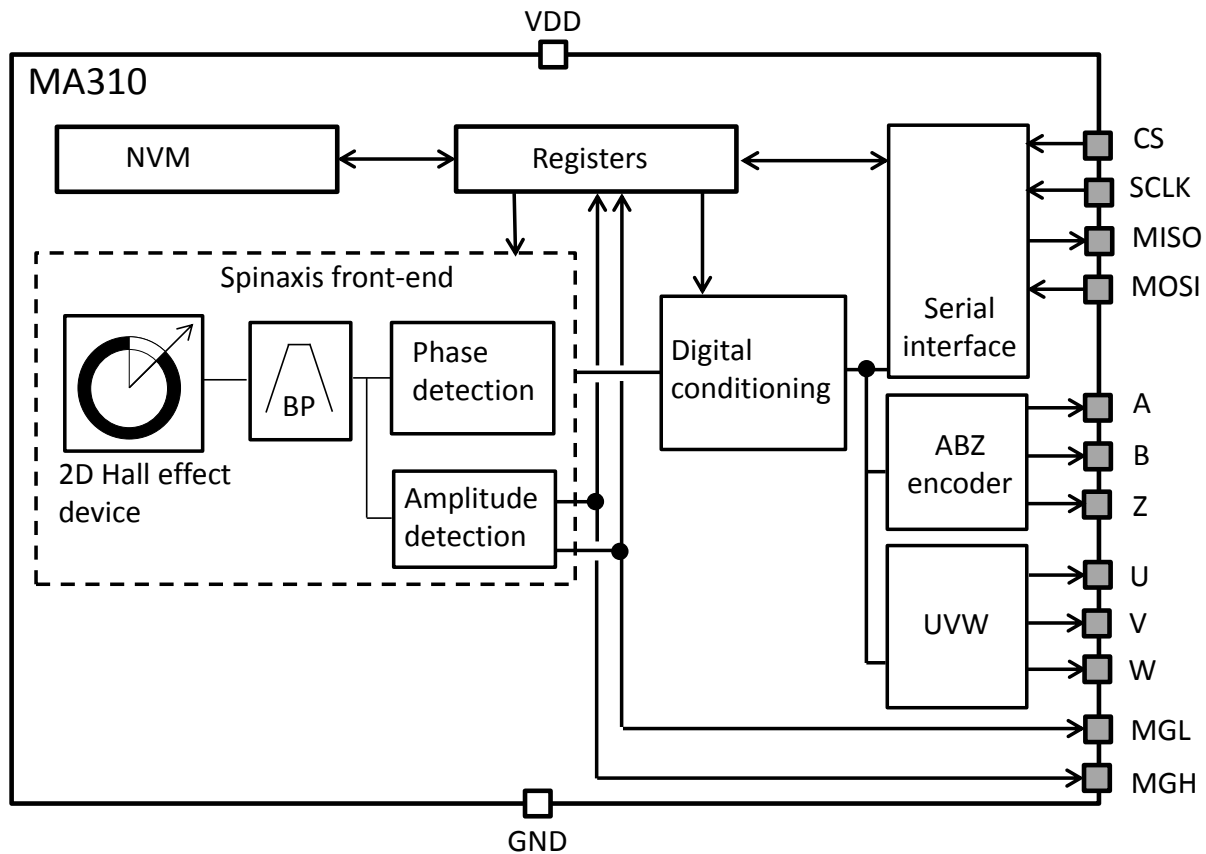 VDD
MA310
NVM
Registers
CS
SCLK
MISO
MOSI
Serial
interface
Spinaxis front-end
BP
Phase
detection
Digital
conditioning
2D Hall effect
device
Amplitude
detection
ABZ
encoder
A
B
Z
UVW
U
V
W
MGL
MGH
GND